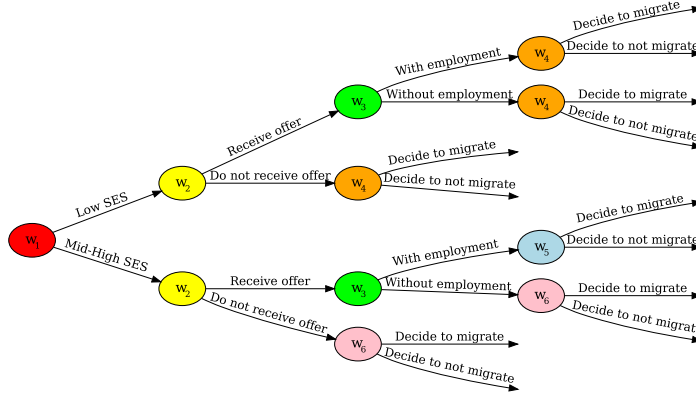 Decide to migrate
w4
Decide to not migrate
With employment
w3
Without employment
w4
Decide to migrate
Decide to not migrate
Receive offer
w2
Do not receive offer
w4
Decide to migrate
Decide to not migrate
Low SES
w1
Mid-High SES
Decide to migrate
w5
Decide to not migrate
With employment
w2
Receive offer
w3
Without employment
w6
Decide to migrate
Decide to not migrate
Do not receive offer
w6
Decide to migrate
Decide to not migrate